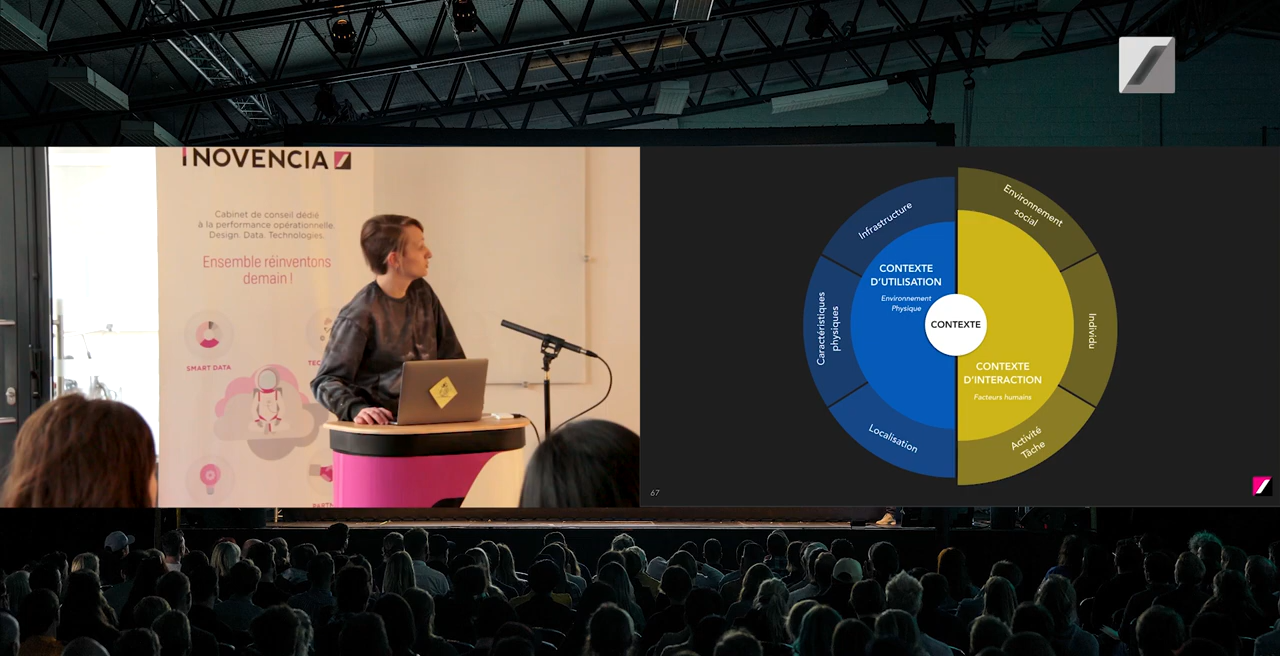 INOVENCIA
Cabinet de conseil dédié
à la performance opérationnelle.
Design. Data. Technologies.
Ensemble réinventons
demain !
SMART DATA
Infrastructure
Caractéristiques
physiques
Localisation
CONTEXTE
D'UTILISATION
Environnement
Physique
CONTEXTE
CONTEXTE
D'INTERACTION
Facteurs humains
Environnement
social
Individu
Activité
Tâche
67